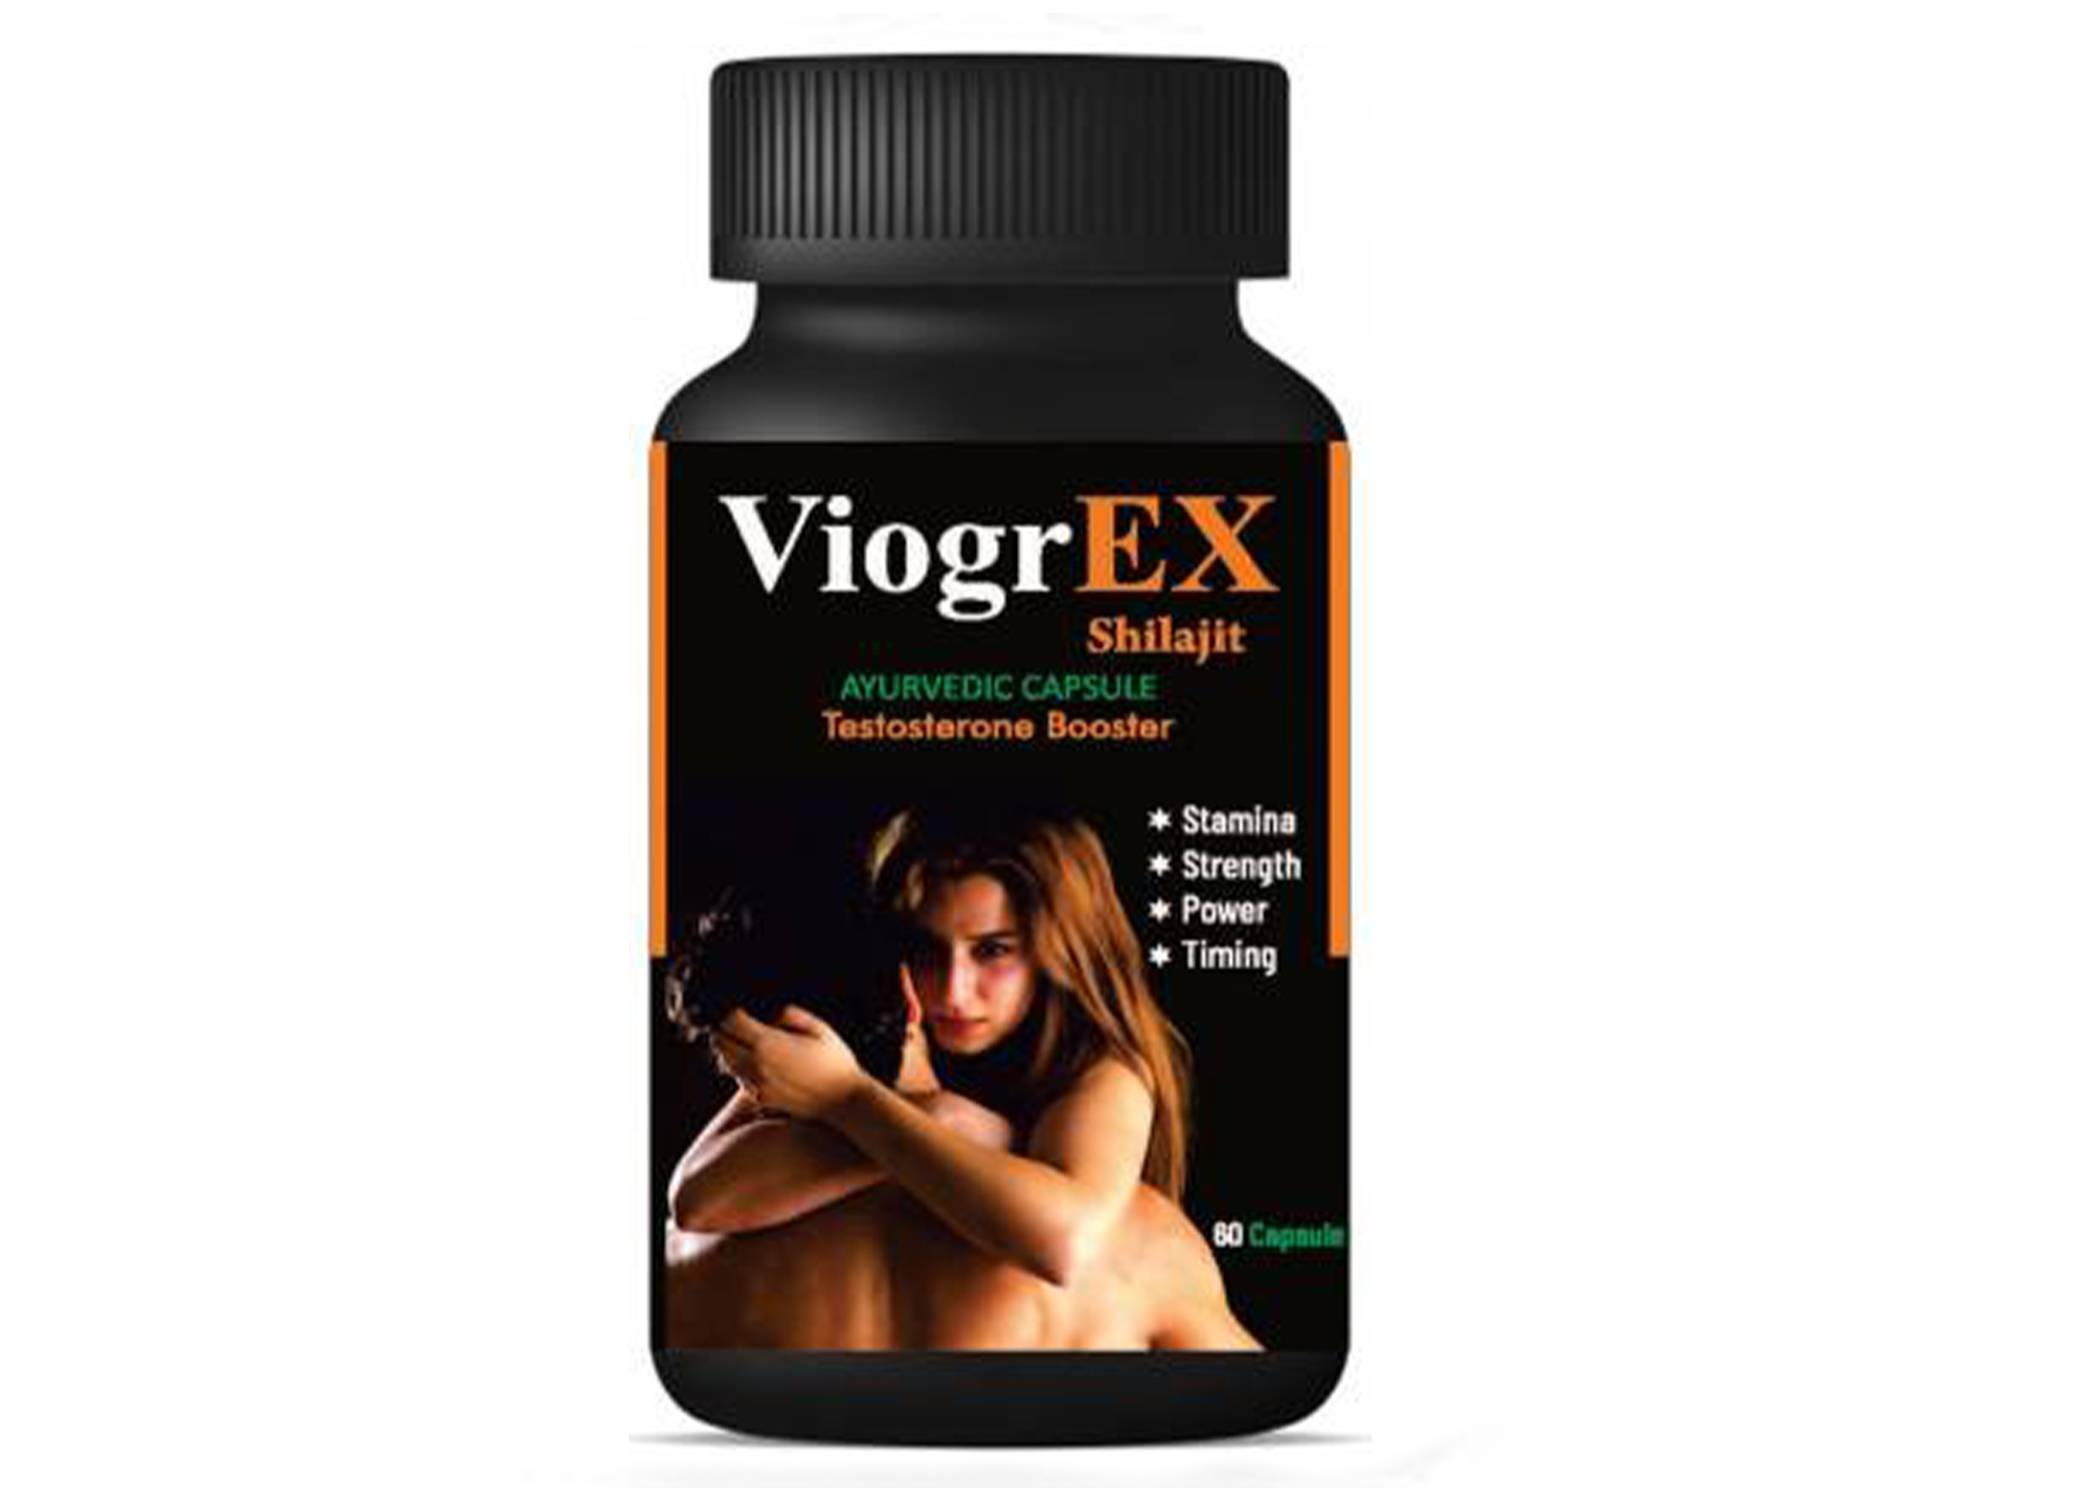 ViogrEX
Shilajit
AYURVEDIC CAPSULE
Testosterone Booster
✶ Stamina
✶ Strength
✶ Power
✶ Timing
60 Capsule